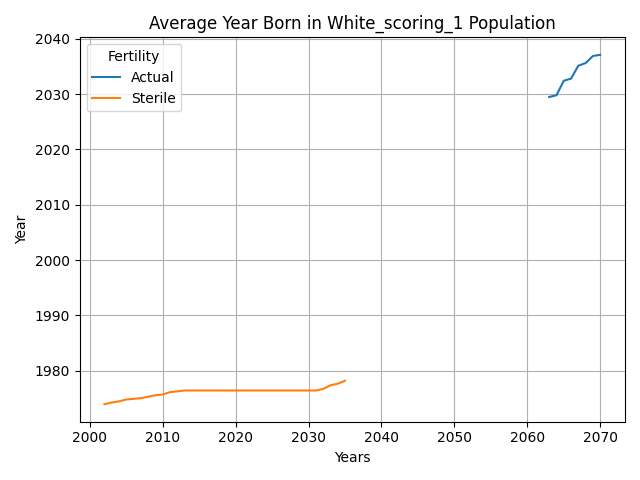 Average Year Born in White_scoring_1 Population
Fertility
Actual
Sterile
Year
2040
2030
2020
2010
2000
1990
1980
2000 2010 2020 2030 2040 2050 2060 2070
Years